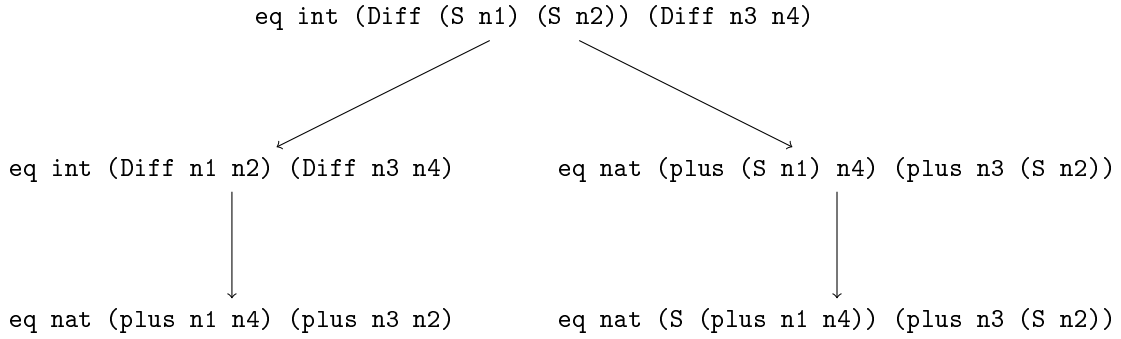 eq int (Diff (S n1) (S n2)) (Diff n3 n4)
eq int (Diff n1 n2) (Diff n3 n4)
eq nat (plus (S n1) n4) (plus n3 (S n2))
eq nat (plus n1 n4) (plus n3 n2)
eq nat (S (plus n1 n4)) (plus n3 (S n2))